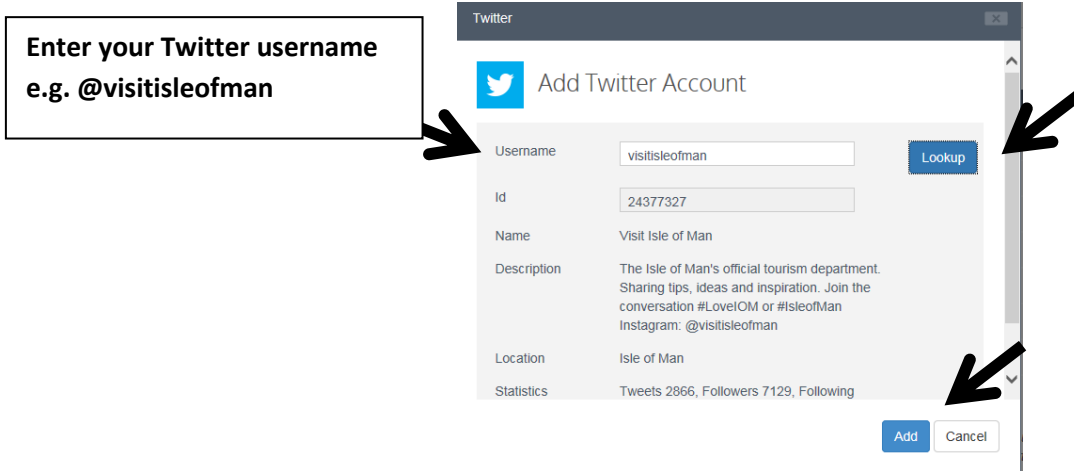 Enter your Twitter username
e.g. @visitisleofman
Twitter
Add Twitter Account
Username visitisleofman Lookup
Id 24377327
Name Visit Isle of Man
Description The Isle of Man's official tourism department.
Sharing tips, ideas and inspiration. Join the
conversation #LoveIOM or #IsleofMan
Instagram: @visitisleofman
Location Isle of Man
Statistics Tweets 2866, Followers 7129, Following
Add Cancel